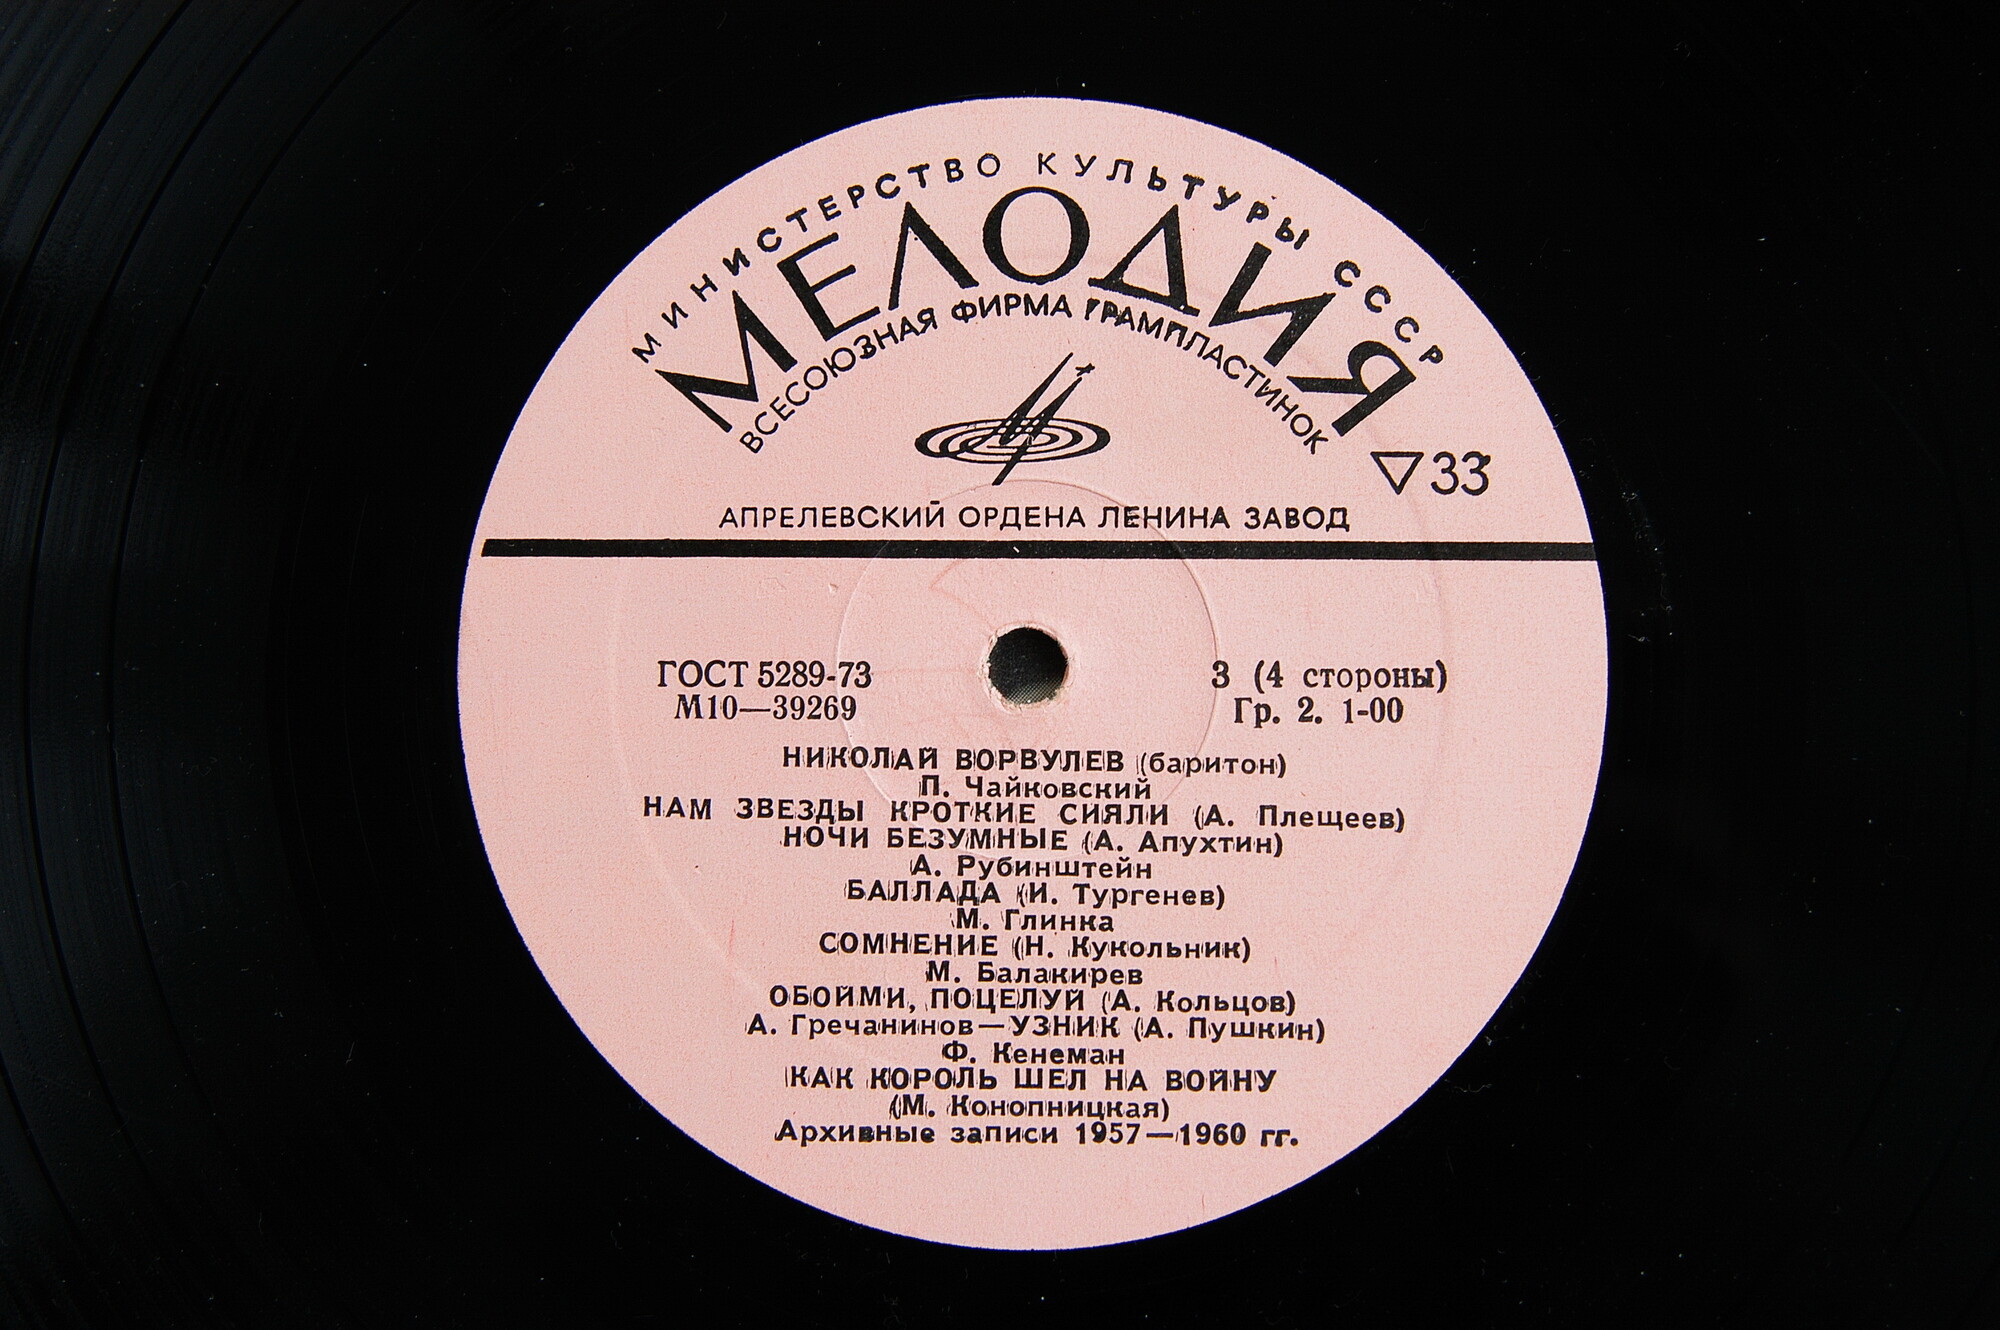 МИНИСТЕРСТВО КУЛЬТУРЫ СССР
МЕЛОДИЯ
ВСЕСОЮЗНАЯ ФИРМА ГРАМПЛАСТИНОК
▽33
АПРЕЛЕВСКИЙ ОРДЕНА ЛЕНИНА ЗАВОД
ГОСТ 5289-73
М10—39269
3 (4 стороны)
Гр. 2. 1-00
НИКОЛАЙ ВОРВУЛЕВ (баритон)
П. Чайковский
НАМ ЗВЕЗДЫ КРОТКИЕ СИЯЛИ (А. Плещеев)
НОЧИ БЕЗУМНЫЕ (А. Апухтин)
А. Рубинштейн
БАЛЛАДА (И. Тургенев)
М. Глинка
СОМНЕНИЕ (Н. Кукольник)
М. Балакирев
ОБОЙМИ, ПОЦЕЛУЙ (А. Кольцов)
А. Гречанинов—УЗНИК (А. Пушкин)
Ф. Кенеман
КАК КОРОЛЬ ШЕЛ НА ВОЙНУ
(М. Конопницкая)
Архивные записи 1957—1960 гг.